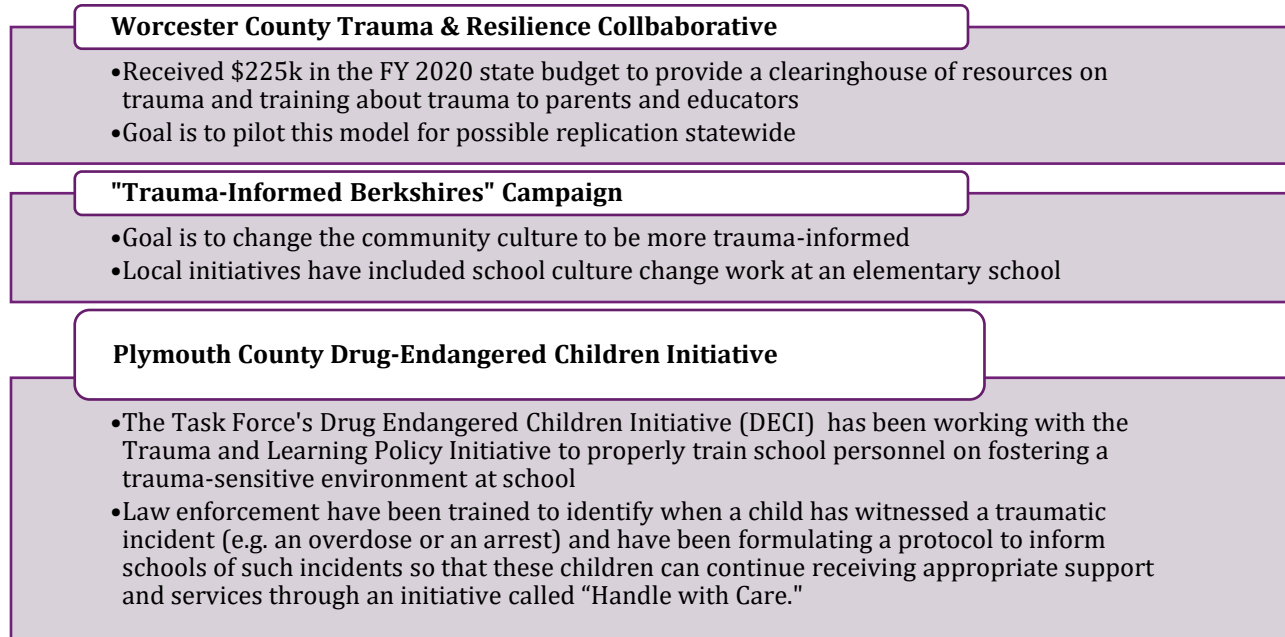 Worcester County Trauma & Resilience Collbaborative
•Received $225k in the FY 2020 state budget to provide a clearinghouse of resources on
trauma and training about trauma to parents and educators
•Goal is to pilot this model for possible replication statewide
"Trauma-Informed Berkshires" Campaign
•Goal is to change the community culture to be more trauma-informed
•Local initiatives have included school culture change work at an elementary school
Plymouth County Drug-Endangered Children Initiative
•The Task Force's Drug Endangered Children Initiative (DECI)  has been working with the
Trauma and Learning Policy Initiative to properly train school personnel on fostering a
trauma-sensitive environment at school
•Law enforcement have been trained to identify when a child has witnessed a traumatic
incident (e.g. an overdose or an arrest) and have been formulating a protocol to inform
schools of such incidents so that these children can continue receiving appropriate support
and services through an initiative called “Handle with Care."